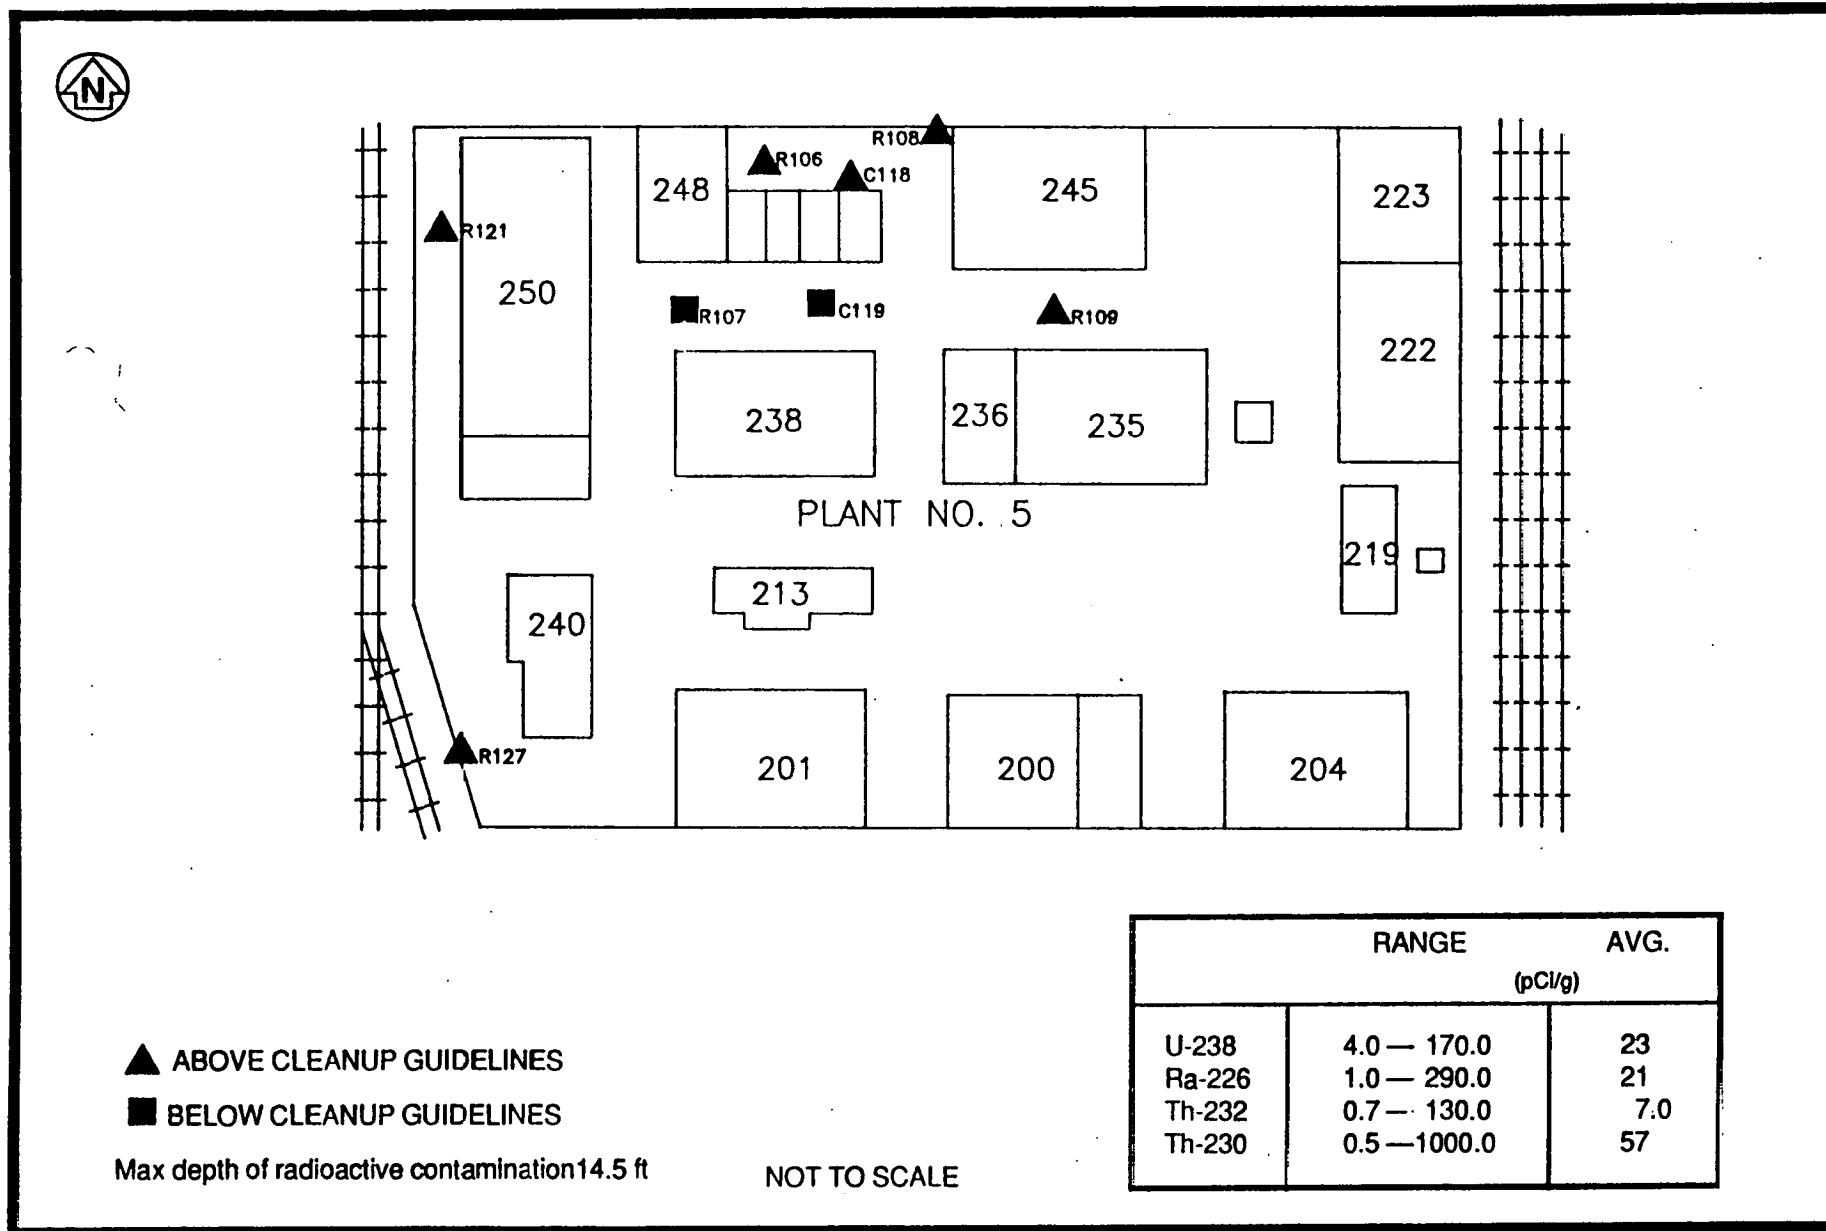 N
R108
R106
C118
248
245
223
R121
250
R107
C119
R109
222
238
236
235
PLANT NO. 5
219
213
240
R127
201
200
204
RANGE AVG.
(pCi/g)
U-238 4.0 — 170.0 23
Ra-226 1.0 — 290.0 21
Th-232 0.7 — 130.0 7.0
Th-230 0.5 —1000.0 57
ABOVE CLEANUP GUIDELINES
BELOW CLEANUP GUIDELINES
Max depth of radioactive contamination14.5 ft
NOT TO SCALE